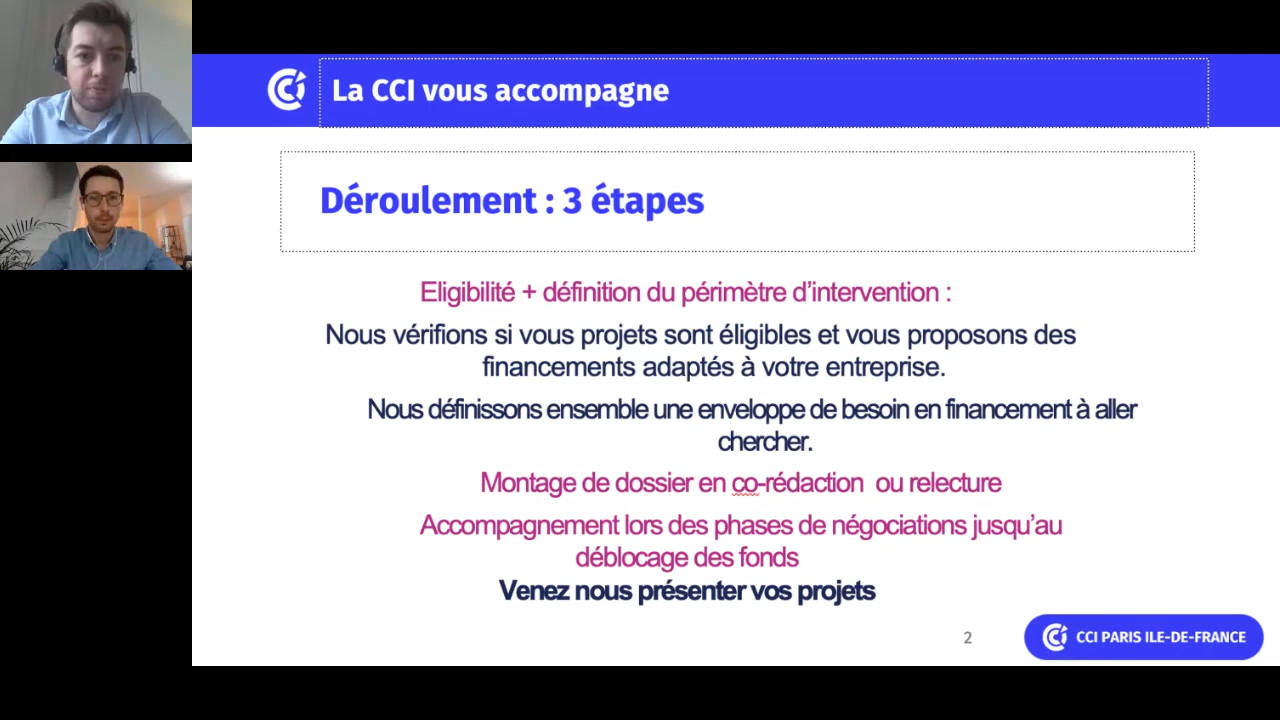 La CCI vous accompagne
Déroulement : 3 étapes
Eligibilité + définition du périmètre d’intervention :
Nous vérifions si vous projets sont éligibles et vous proposons des
financements adaptés à votre entreprise.
Nous définissons ensemble une enveloppe de besoin en financement à aller
chercher.
Montage de dossier en co-rédaction  ou relecture
Accompagnement lors des phases de négociations jusqu’au
déblocage des fonds
Venez nous présenter vos projets
2
CCI PARIS ILE-DE-FRANCE